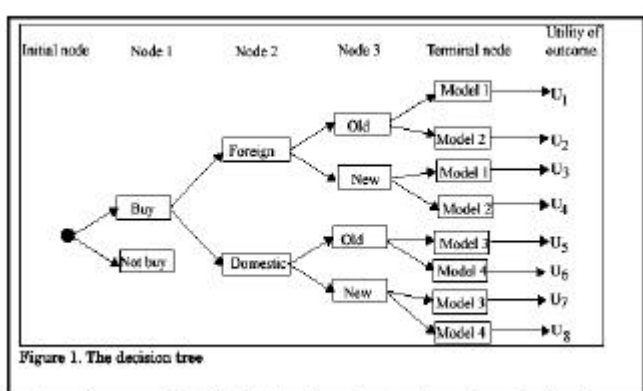 Utility of
Initial node Node 1 Node 2 Node 3 Terminal node outcome
Model 1 U1
Old
Model 2 U2
Foreign
Model 1 U3
New
Model 2 U4
Buy
Old Model 3 U5
Not buy Domestic
Model 4 U6
New Model 3 U7
Model 4 U8
Figure 1. The decision tree